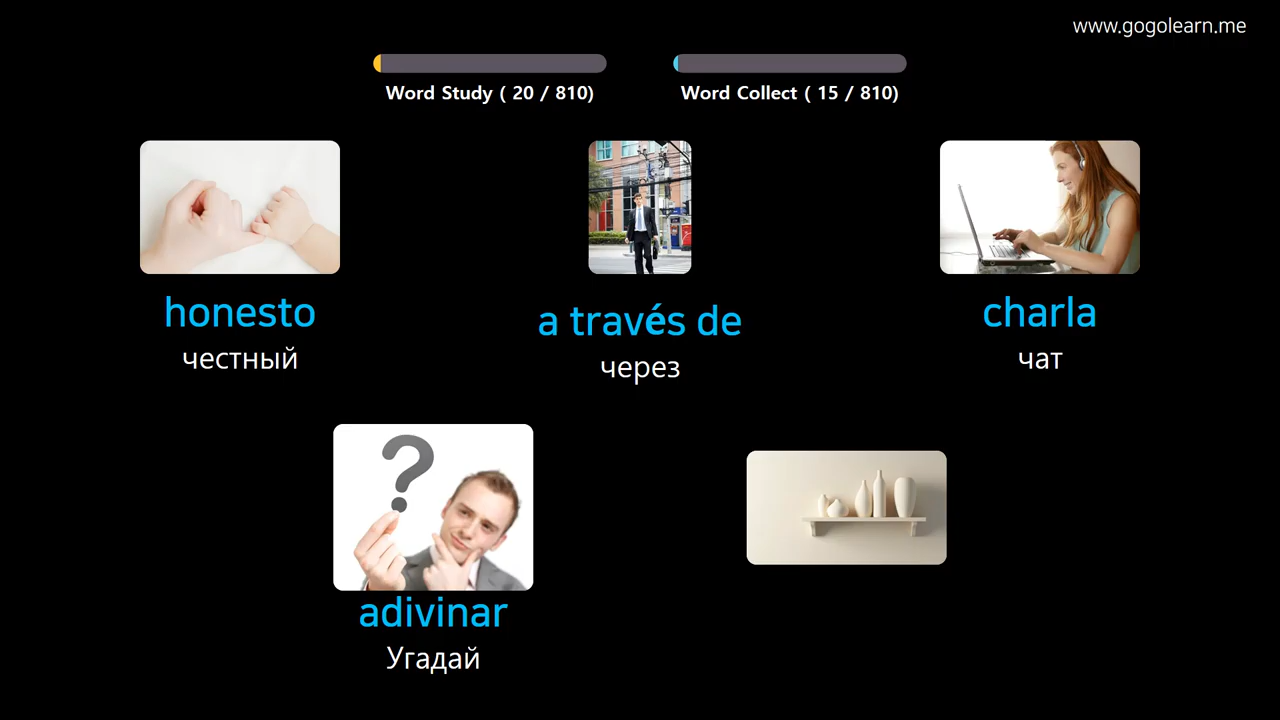 www.gogolearn.me
Word Study ( 20 / 810)
Word Collect ( 15 / 810)
honesto
честный
a través de
через
charla
чат
adivinar
Угадай